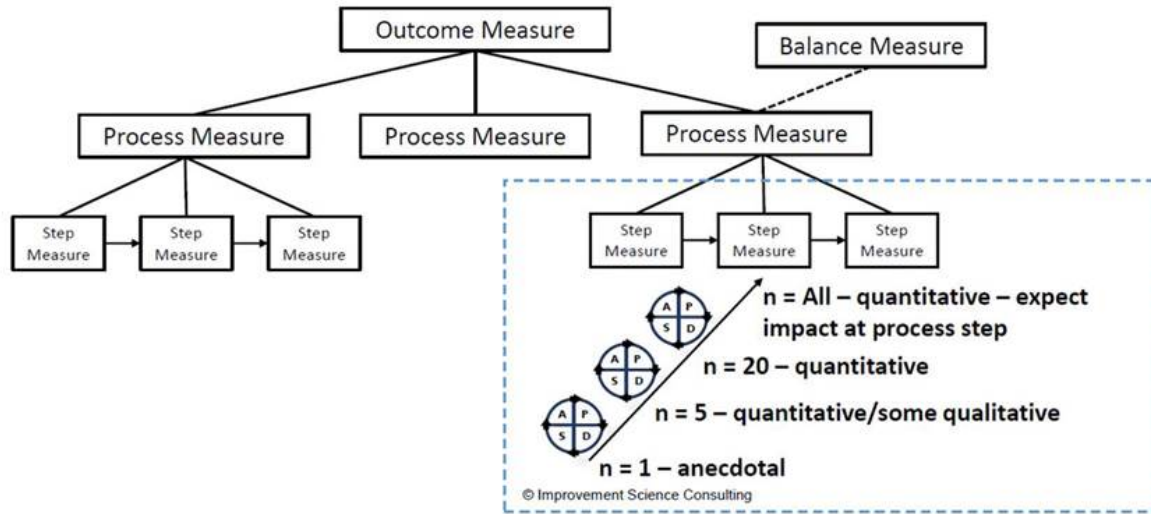 Outcome Measure
Balance Measure
Process Measure
Process Measure
Process Measure
Step
Measure
Step
Measure
Step
Measure
Step
Measure
Step
Measure
Step
Measure
A P
S D
A P
S D
A P
S D
n = All – quantitative – expect
impact at process step
n = 20 – quantitative
n = 5 – quantitative/some qualitative
n = 1 – anecdotal
© Improvement Science Consulting